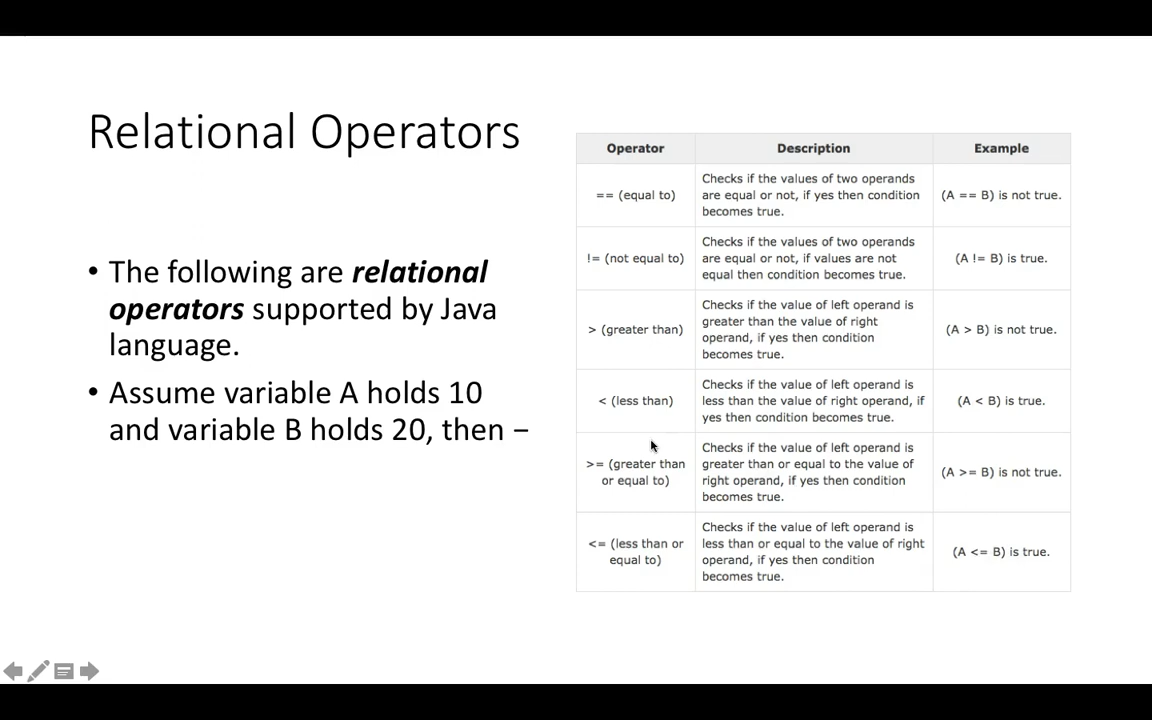 Relational Operators
• The following are relational
operators supported by Java
language.
• Assume variable A holds 10
and variable B holds 20, then −
Operator Description Example
== (equal to)
Checks if the values of two operands
are equal or not, if yes then condition
becomes true.
(A == B) is not true.
!= (not equal to)
Checks if the values of two operands
are equal or not, if values are not
equal then condition becomes true.
(A != B) is true.
> (greater than)
Checks if the value of left operand is
greater than the value of right
operand, if yes then condition
becomes true.
(A > B) is not true.
< (less than)
Checks if the value of left operand is
less than the value of right operand, if
yes then condition becomes true.
(A < B) is true.
>= (greater than
or equal to)
Checks if the value of left operand is
greater than or equal to the value of
right operand, if yes then condition
becomes true.
(A >= B) is not true.
<= (less than or
equal to)
Checks if the value of left operand is
less than or equal to the value of right
operand, if yes then condition
becomes true.
(A <= B) is true.